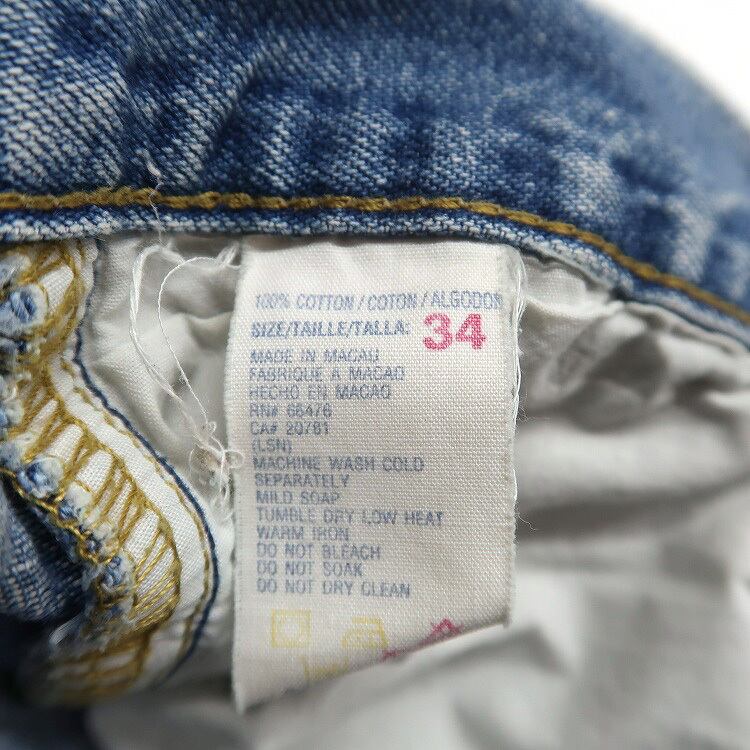 100% COTTON/COTON/ALGODON
SIZE/TAILLE/TALLA: 34
MADE IN MACAU
FABRIQUE A MACAO
HECHO EN MACAO
RN# 66476
CA# 20781
(LSN)
MACHINE WASH COLD
SEPARATELY
MILD SOAP
TUMBLE DRY LOW HEAT
WARM IRON
DO NOT BLEACH
DO NOT SOAK
DO NOT DRY CLEAN